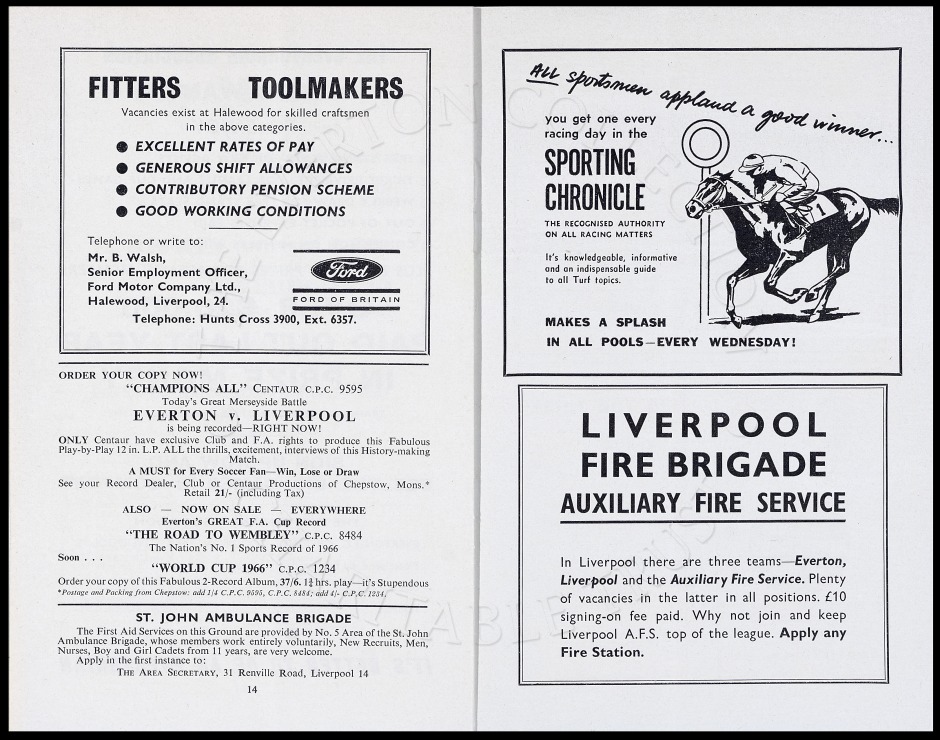 FITTERS TOOLMAKERS
Vacancies exist at Halewood for skilled craftsmen
in the above categories.
● EXCELLENT RATES OF PAY
● GENEROUS SHIFT ALLOWANCES
● CONTRIBUTORY PENSION SCHEME
● GOOD WORKING CONDITIONS
Telephone or write to:
Mr. B. Walsh,
Senior Employment Officer,
Ford Motor Company Ltd.,
Halewood, Liverpool, 24.
Ford
FORD OF BRITAIN
Telephone: Hunts Cross 3900, Ext. 6357.
ORDER YOUR COPY NOW!
"CHAMPIONS ALL" CENTAUR C.P.C. 9595
Today's Great Merseyside Battle
EVERTON v. LIVERPOOL
is being recorded—RIGHT NOW!
ONLY Centaur have exclusive Club and F.A. rights to produce this Fabulous
Play-by-Play 12 in. L.P. ALL the thrills, excitement, interviews of this History-making
Match.
A MUST for Every Soccer Fan—Win, Lose or Draw
See your Record Dealer, Club or Centaur Productions of Chepstow, Mons.*
Retail 21/- (including Tax)
ALSO — NOW ON SALE — EVERYWHERE
Everton's GREAT F.A. Cup Record
"THE ROAD TO WEMBLEY" C.P.C. 8484
The Nation's No. 1 Sports Record of 1966
Soon . . .
"WORLD CUP 1966" C.P.C. 1234
Order your copy of this Fabulous 2-Record Album, 37/6. 1¾ hrs. play—it's Stupendous
*Postage and Packing from Chepstow: add 1/4 C.P.C. 9595, C.P.C. 8484; add 4/- C.P.C. 1234.
ST. JOHN AMBULANCE BRIGADE
The First Aid Services on this Ground are provided by No. 5 Area of the St. John
Ambulance Brigade, whose members work entirely voluntarily, New Recruits, Men,
Nurses, Boy and Girl Cadets from 11 years, are very welcome.
Apply in the first instance to:
THE AREA SECRETARY, 31 Renville Road, Liverpool 14
14
ALL sportsmen applaud a good winner...
you get one every
racing day in the
SPORTING
CHRONICLE
THE RECOGNISED AUTHORITY
ON ALL RACING MATTERS
It's knowledgeable, informative
and an indispensable guide
to all Turf topics.
1
MAKES A SPLASH
IN ALL POOLS—EVERY WEDNESDAY!
LIVERPOOL
FIRE BRIGADE
AUXILIARY FIRE SERVICE
In Liverpool there are three teams—Everton,
Liverpool and the Auxiliary Fire Service. Plenty
of vacancies in the latter in all positions. £10
signing-on fee paid. Why not join and keep
Liverpool A.F.S. top of the league. Apply any
Fire Station.